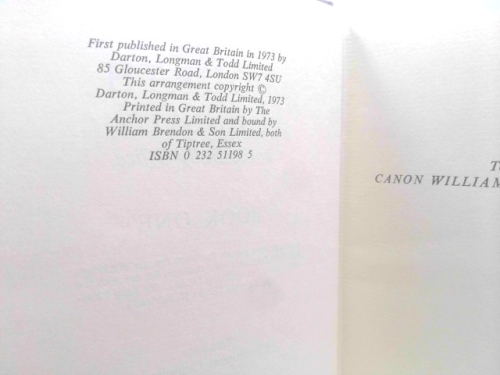 First published in Great Britain in 1973 by
Darton, Longman & Todd Limited
85 Gloucester Road, London SW7 4SU
This arrangement copyright ©
Darton, Longman & Todd Limited, 1973
Printed in Great Britain by The
Anchor Press Limited and bound by
William Brendon & Son Limited, both
of Tiptree, Essex
ISBN 0 232 51198 5
BOOK ONE
CANON WILLIAM